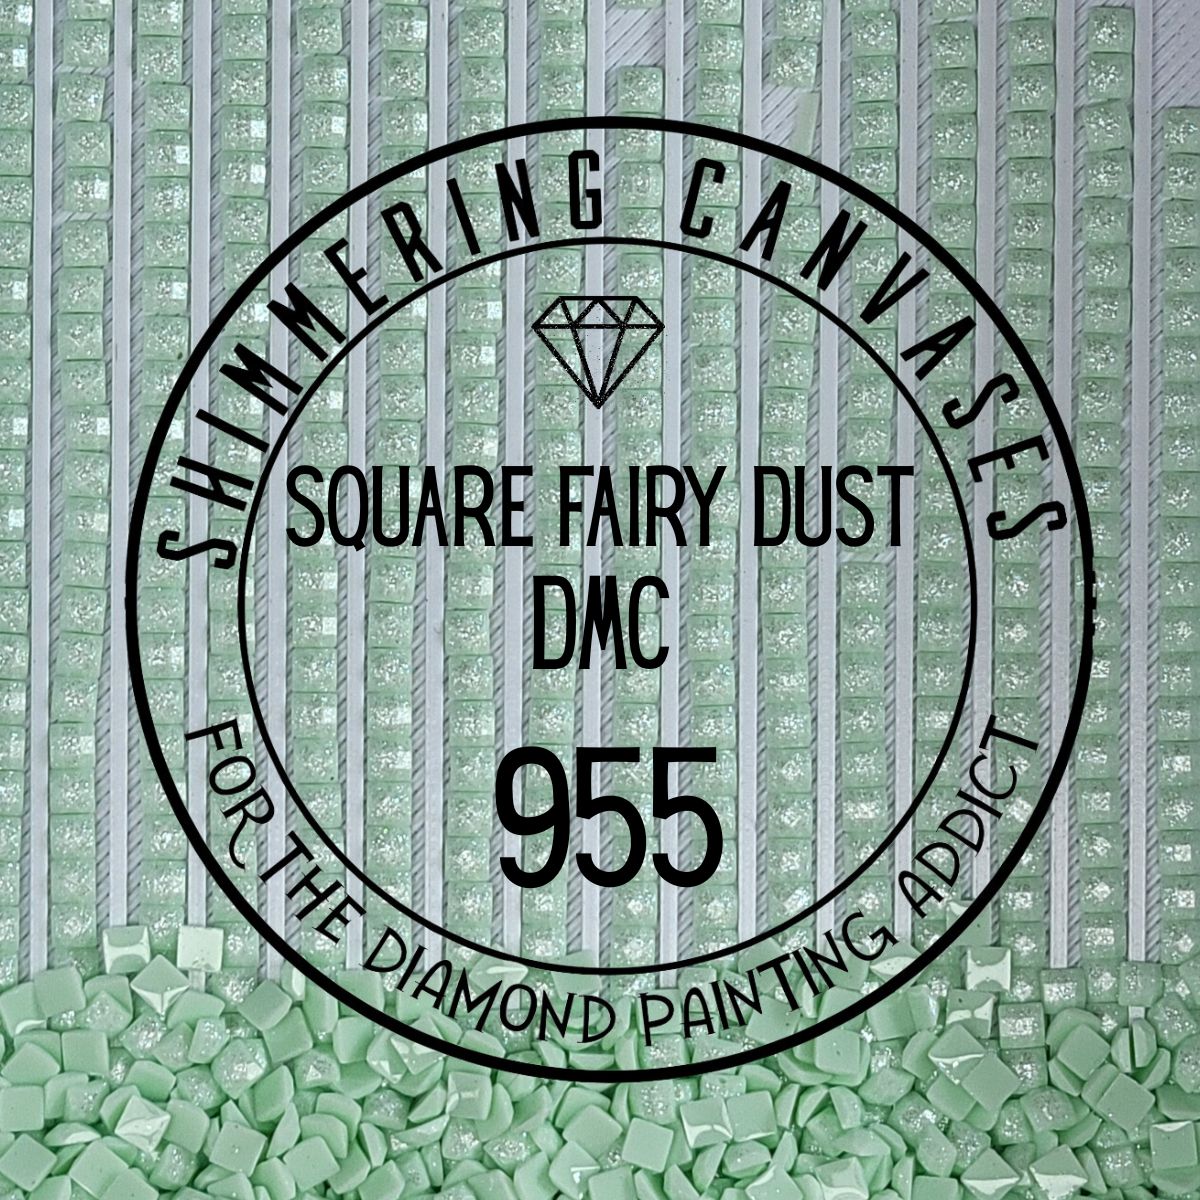 SHIMMERING CANVASES
SQUARE FAIRY DUST
DMC
955
FOR THE DIAMOND PAINTING ADDICT